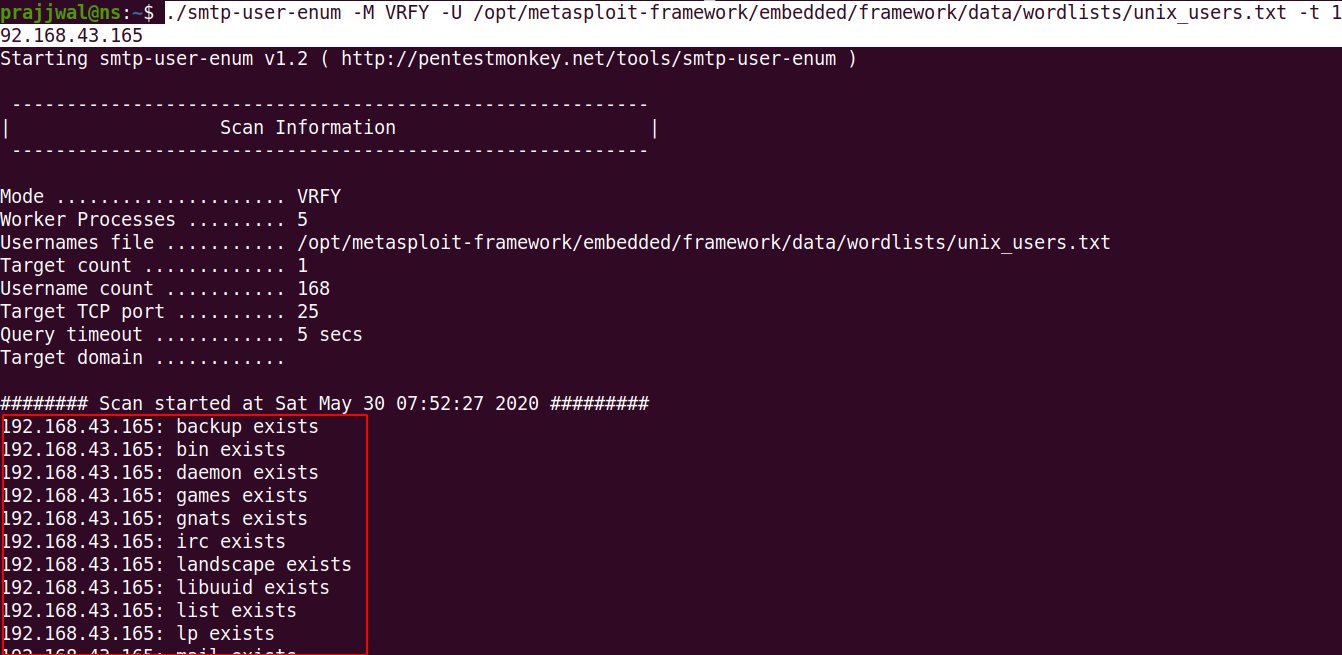 prajjwal@ns:~$ ./smtp-user-enum -M VRFY -U /opt/metasploit-framework/embedded/framework/data/wordlists/unix_users.txt -t 1
92.168.43.165
Starting smtp-user-enum v1.2 ( http://pentestmonkey.net/tools/smtp-user-enum )
 ----------------------------------------------------------
|                   Scan Information                       |
 ----------------------------------------------------------
Mode ..................... VRFY
Worker Processes ......... 5
Usernames file ........... /opt/metasploit-framework/embedded/framework/data/wordlists/unix_users.txt
Target count ............. 1
Username count ........... 168
Target TCP port .......... 25
Query timeout ............ 5 secs
Target domain ............
######## Scan started at Sat May 30 07:52:27 2020 #########
192.168.43.165: backup exists
192.168.43.165: bin exists
192.168.43.165: daemon exists
192.168.43.165: games exists
192.168.43.165: gnats exists
192.168.43.165: irc exists
192.168.43.165: landscape exists
192.168.43.165: libuuid exists
192.168.43.165: list exists
192.168.43.165: lp exists
192.168.43.165: mail exists